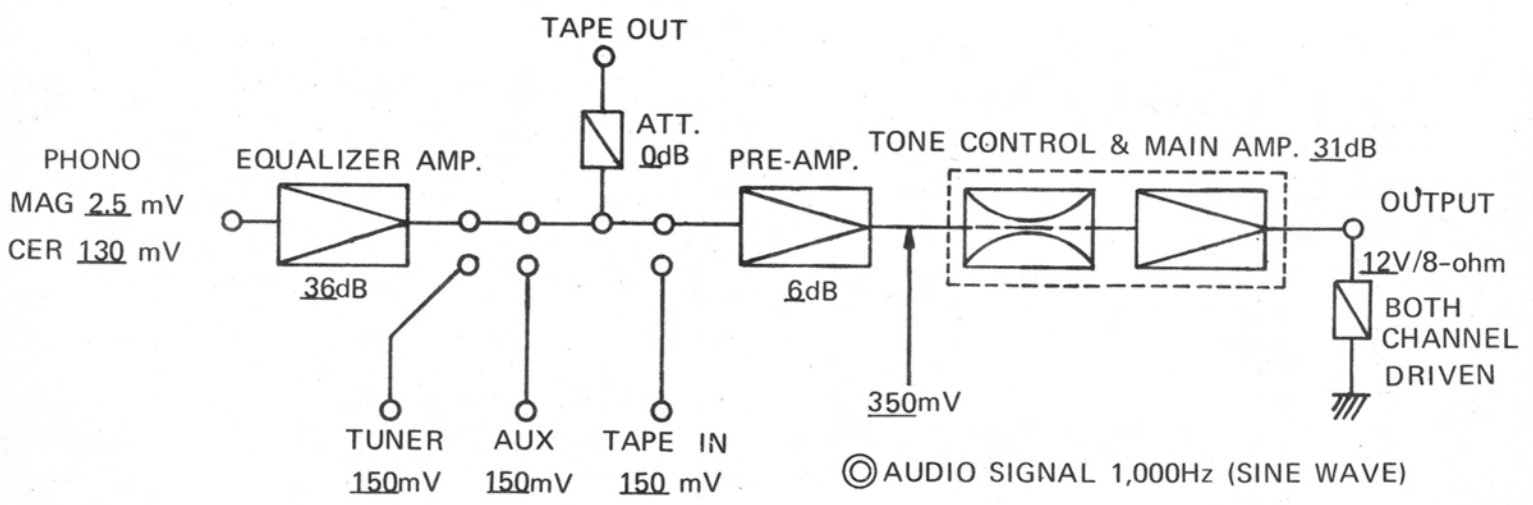 TAPE OUT
ATT.
0dB
PHONO
MAG 2.5 mV
CER 130 mV
EQUALIZER AMP.
36dB
PRE-AMP.
6dB
TONE CONTROL & MAIN AMP. 31dB
OUTPUT
12V/8-ohm
BOTH
CHANNEL
DRIVEN
350mV
TUNER
150mV
AUX
150mV
TAPE IN
150 mV
AUDIO SIGNAL 1,000Hz (SINE WAVE)